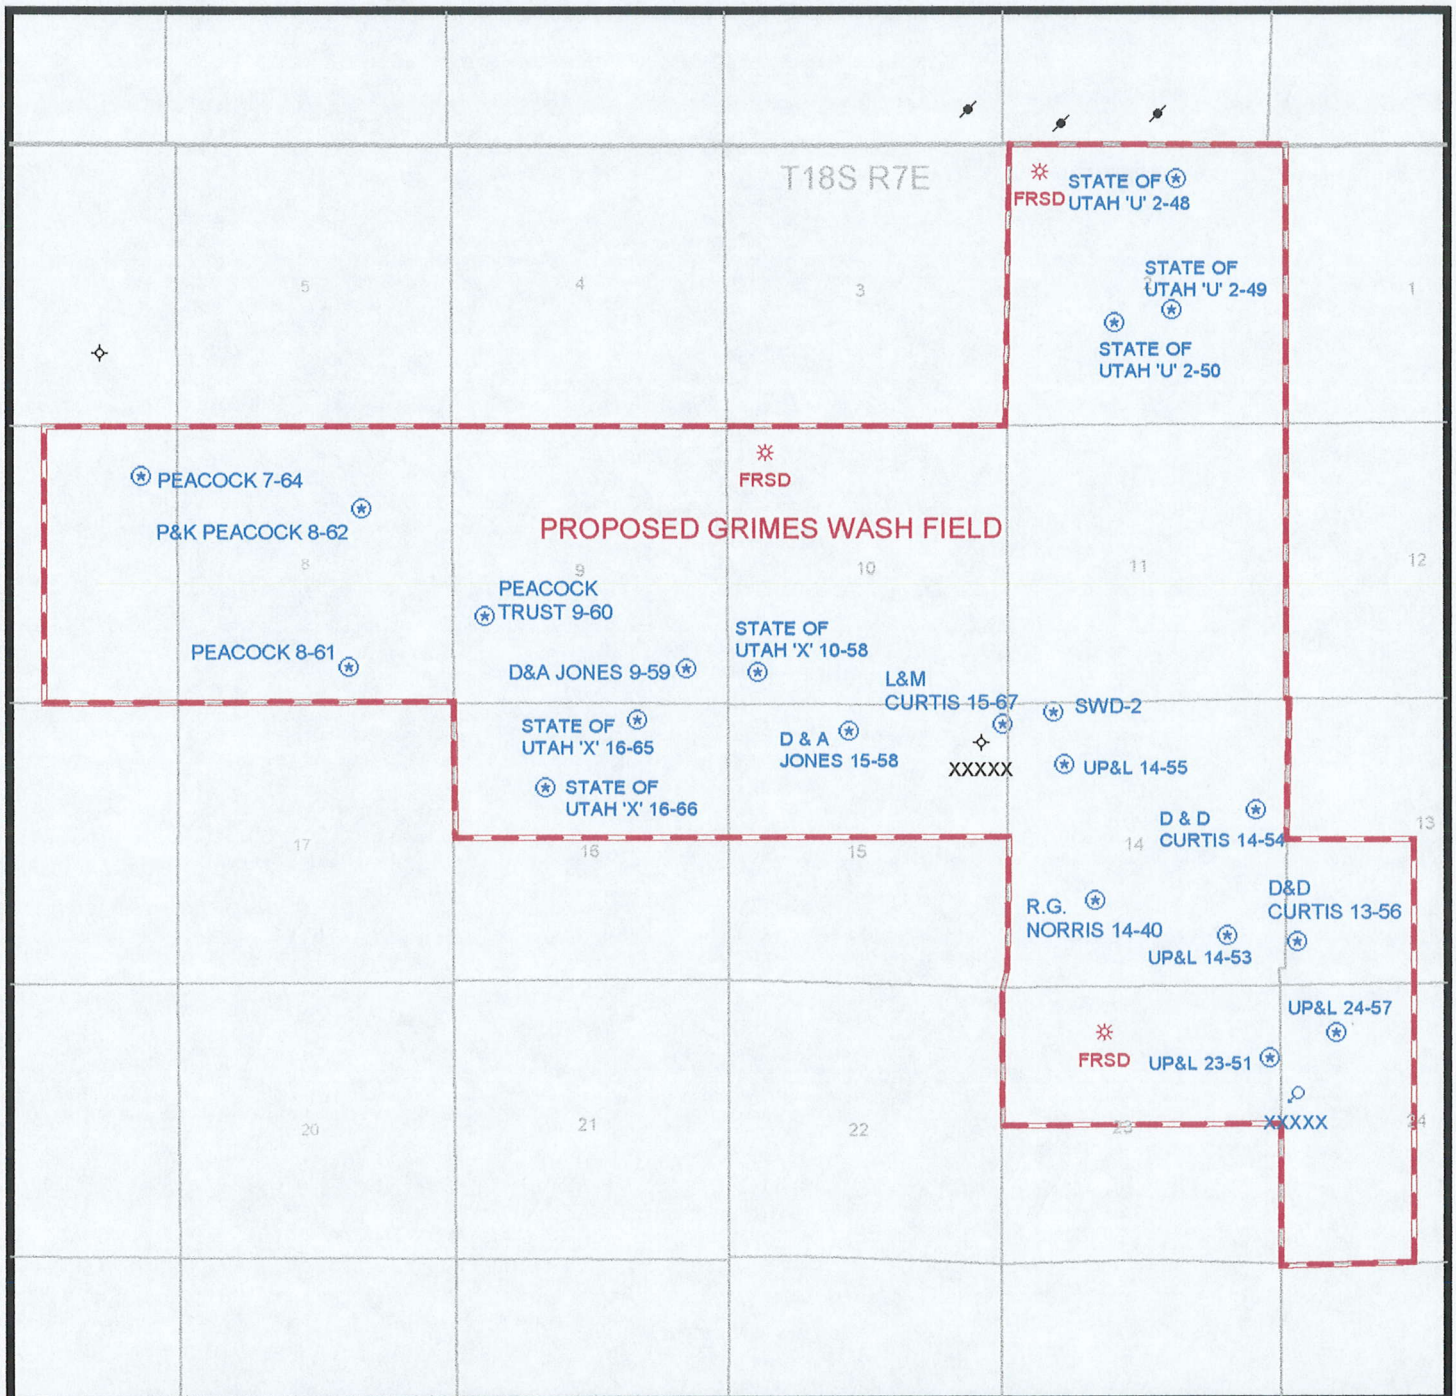 T18S R7E
FRSD
STATE OF
UTAH 'U' 2-48
STATE OF
UTAH 'U' 2-49
5
4
3
2
1
STATE OF
UTAH 'U' 2-50
PEACOCK 7-64
FRSD
P&K PEACOCK 8-62
PROPOSED GRIMES WASH FIELD
8
9
10
11
12
PEACOCK
TRUST 9-60
STATE OF
UTAH 'X' 10-58
PEACOCK 8-61
D&A JONES 9-59
L&M
CURTIS 15-67
SWD-2
STATE OF
UTAH 'X' 16-65
D & A
JONES 15-58
XXXXX
UP&L 14-55
STATE OF
UTAH 'X' 16-66
D & D
CURTIS 14-54
17
16
15
14
13
D&D
CURTIS 13-56
R.G.
NORRIS 14-40
UP&L 14-53
UP&L 24-57
FRSD
UP&L 23-51
XXXXX
20
21
22
23
24